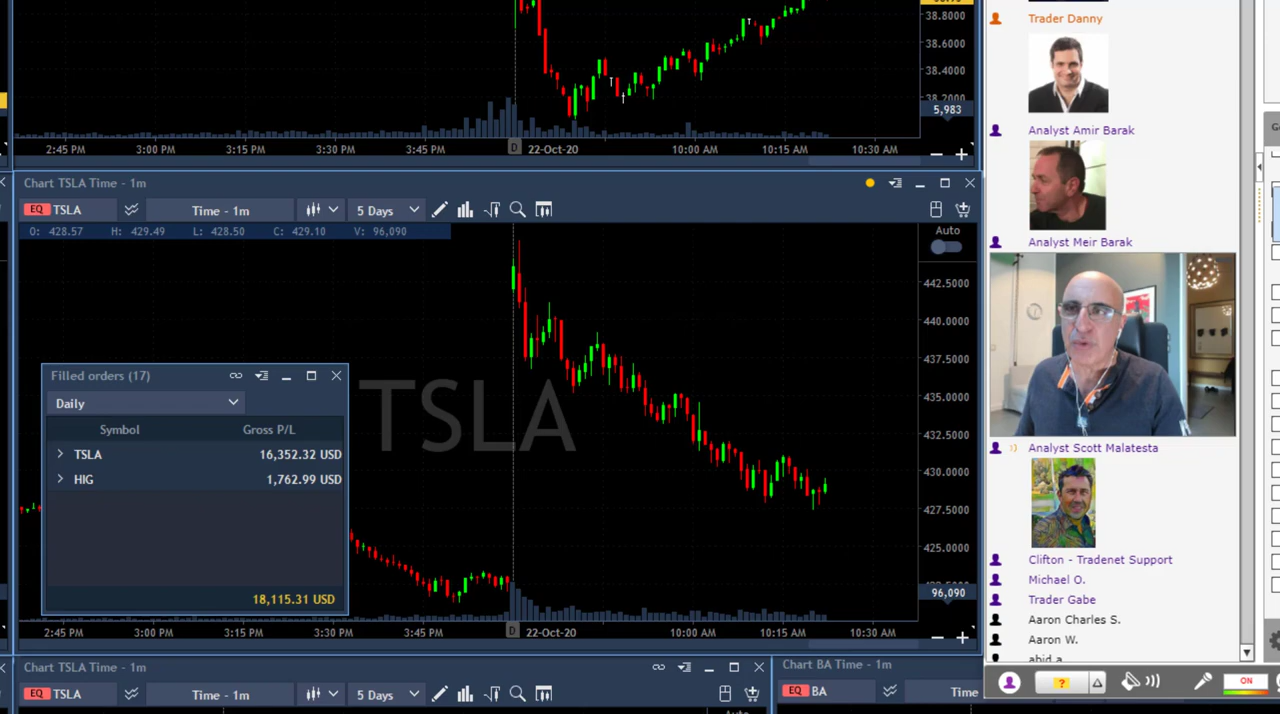 38.8000
38.6000
38.4000
38.2000
5,983
2:45 PM 3:00 PM 3:15 PM 3:30 PM 3:45 PM D 22-Oct-20 10:00 AM 10:15 AM 10:30 AM
Chart TSLA Time - 1m
EQ TSLA Time - 1m 5 Days
O: 428.57 H: 429.49 L: 428.50 C: 429.10 V: 96,090
Auto
442.5000
440.0000
437.5000
435.0000
432.5000
430.0000
427.5000
425.0000
96,090
TSLA
Filled orders (17)
Daily
Symbol Gross P/L
TSLA 16,352.32 USD
HIG 1,762.99 USD
18,115.31 USD
2:45 PM 3:00 PM 3:15 PM 3:30 PM 3:45 PM D 22-Oct-20 10:00 AM 10:15 AM 10:30 AM
Chart TSLA Time - 1m
EQ TSLA Time - 1m 5 Days
Auto
Chart BA Time - 1m
EQ BA Time
Trader Danny
Analyst Amir Barak
Analyst Meir Barak
Analyst Scott Malatesta
Clifton - Tradenet Support
Michael O.
Trader Gabe
Aaron Charles S.
Aaron W.
abid a
? ON